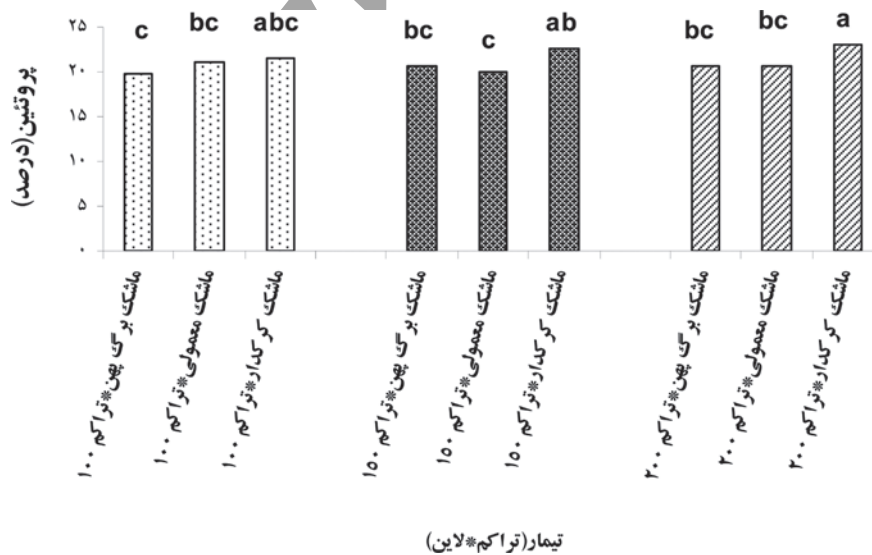 c bc abc bc c ab bc bc a
پروتئین(درصد)
۲۵
۲۰
۱۵
۱۰
۵
۰
ماشک برگ پهن*تراکم ۱۰۰
ماشک معمولی*تراکم ۱۰۰
ماشک کرکدار*تراکم ۱۰۰
ماشک برگ پهن*تراکم ۱۵۰
ماشک معمولی*تراکم ۱۵۰
ماشک کرکدار*تراکم ۱۵۰
ماشک برگ پهن*تراکم ۲۰۰
ماشک معمولی*تراکم ۲۰۰
ماشک کرکدار*تراکم ۲۰۰
تیمار(تراکم*لاین)